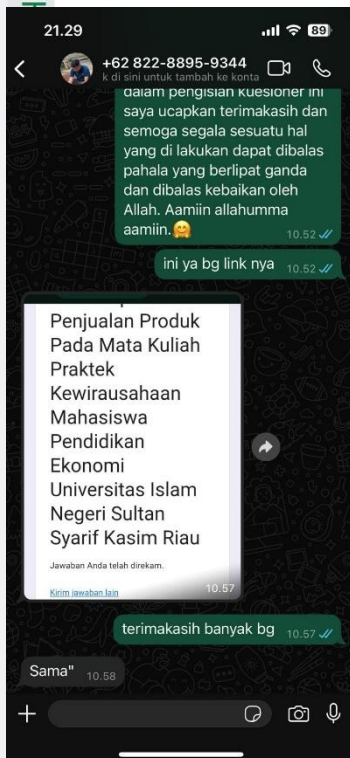 21.29
89
+62 822-8895-9344
k di sini untuk tambah ke konta
dalam pengisian kuesioner ini
saya ucapkan terimakasih dan
semoga segala sesuatu hal
yang di lakukan dapat dibalas
pahala yang berlipat ganda
dan dibalas kebaikan oleh
Allah. Aamiin allahumma
aamiin.🤗
10.52
ini ya bg link nya 10.52
Penjualan Produk
Pada Mata Kuliah
Praktek
Kewirausahaan
Mahasiswa
Pendidikan
Ekonomi
Universitas Islam
Negeri Sultan
Syarif Kasim Riau
Jawaban Anda telah direkam.
Kirim jawaban lain
10.57
terimakasih banyak bg 10.57
Sama" 10.58